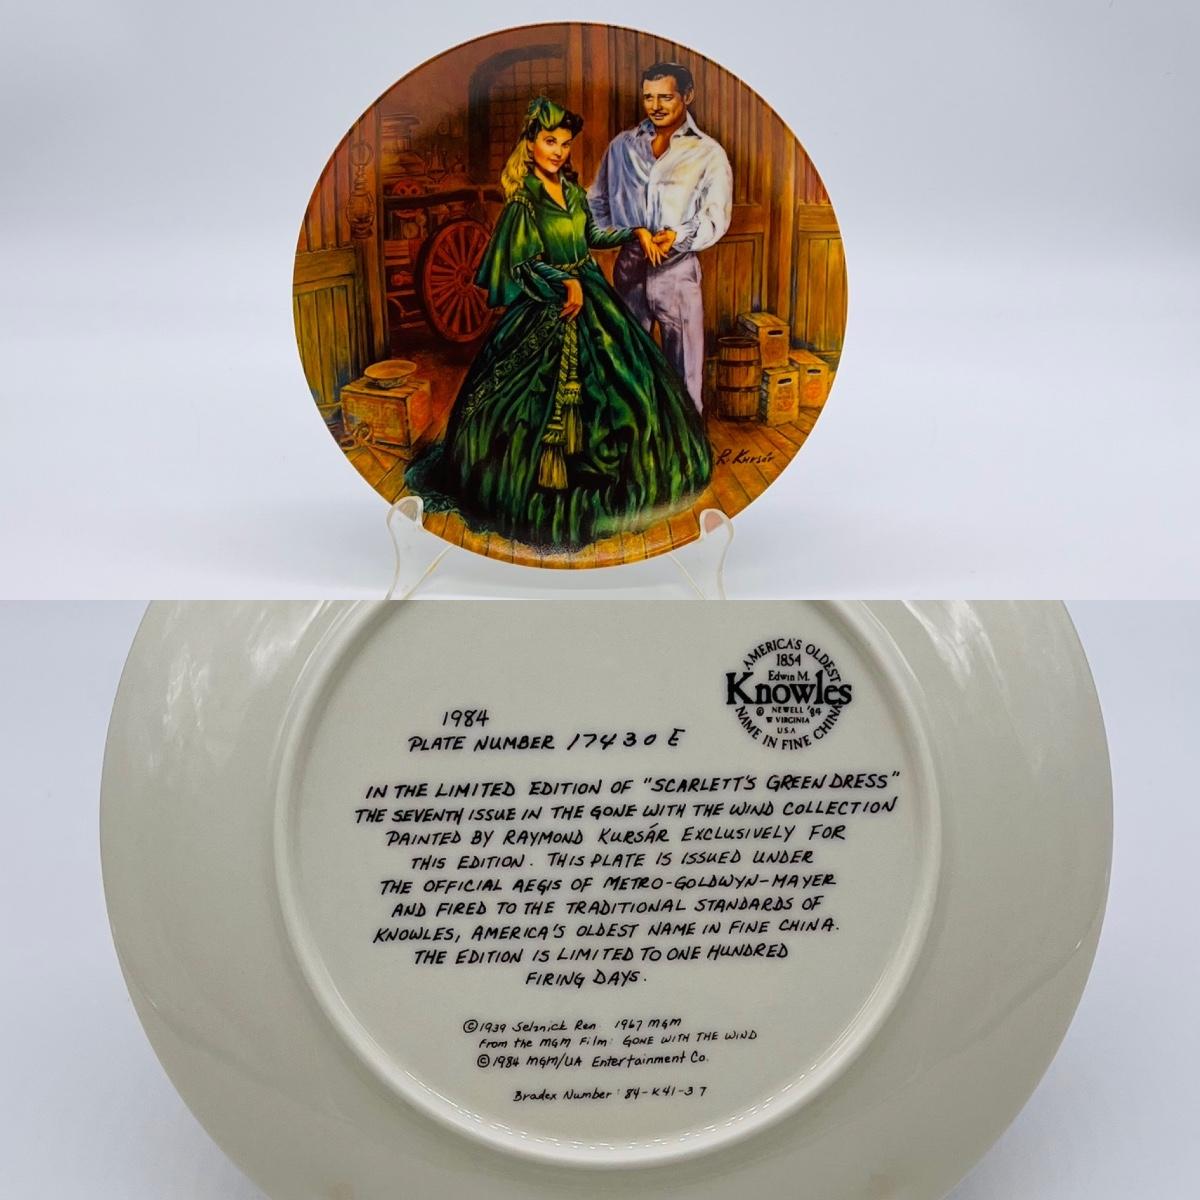 R. Kursár
AMERICA'S OLDEST
1854
Edwin M.
Knowles
© NEWELL '84
W VIRGINIA
U.S.A
NAME IN FINE CHINA
1984
PLATE NUMBER 17430 E
IN THE LIMITED EDITION OF "SCARLETT'S GREEN DRESS"
THE SEVENTH ISSUE IN THE GONE WITH THE WIND COLLECTION
PAINTED BY RAYMOND KURSÁR EXCLUSIVELY FOR
THIS EDITION. THIS PLATE IS ISSUED UNDER
THE OFFICIAL AEGIS OF METRO-GOLDWYN-MAYER
AND FIRED TO THE TRADITIONAL STANDARDS OF
KNOWLES, AMERICA'S OLDEST NAME IN FINE CHINA.
THE EDITION IS LIMITED TO ONE HUNDRED
FIRING DAYS.
© 1939 Selznick Ren. 1967 MGM
From the MGM Film: GONE WITH THE WIND
© 1984 MGM/UA Entertainment Co.
Bradex Number: 84-K41-37